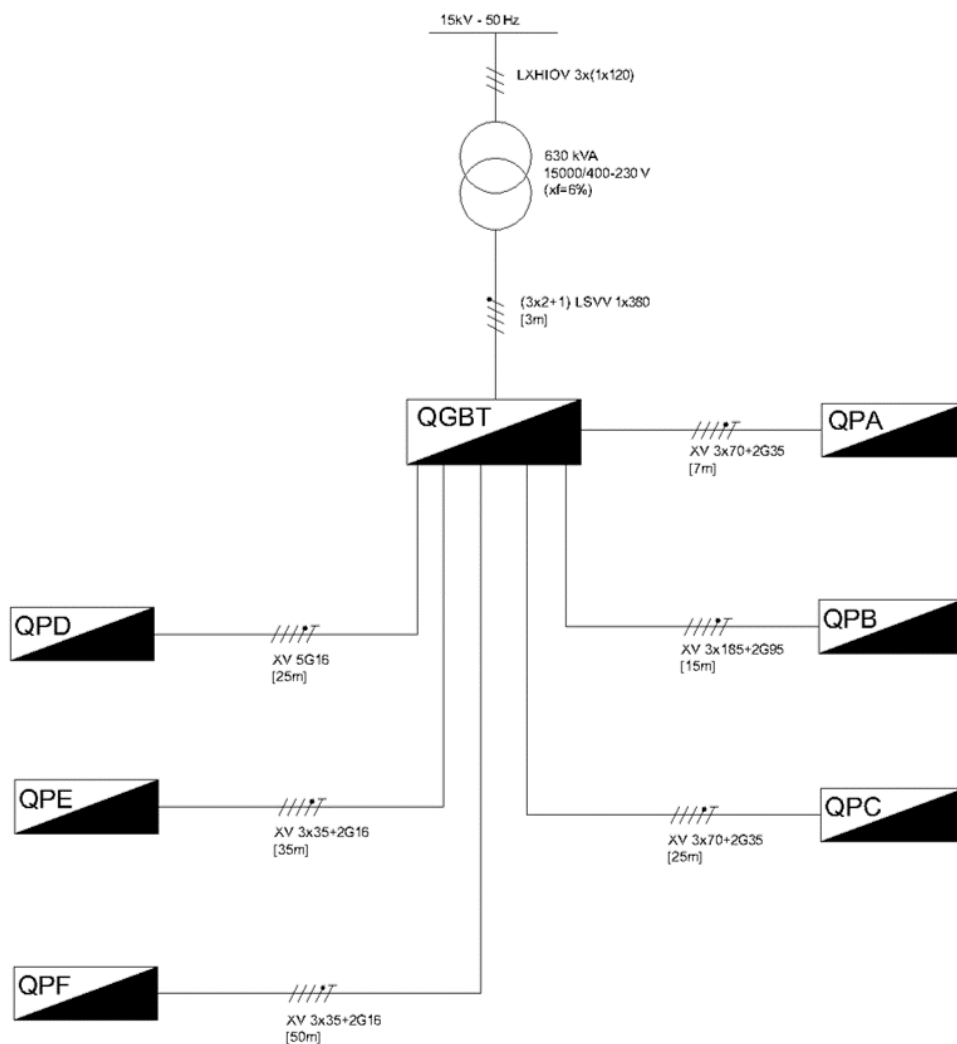 15kV - 50 Hz
LXHIOV 3x(1x120)
630 kVA
15000/400-230 V
(xf=6%)
(3x2+1) LSVV 1x380
[3m]
QGBT
QPA
XV 3x70+2G35
[7m]
QPD
XV 5G16
[25m]
QPB
XV 3x185+2G95
[15m]
QPE
XV 3x35+2G16
[35m]
QPC
XV 3x70+2G35
[25m]
QPF
XV 3x35+2G16
[50m]